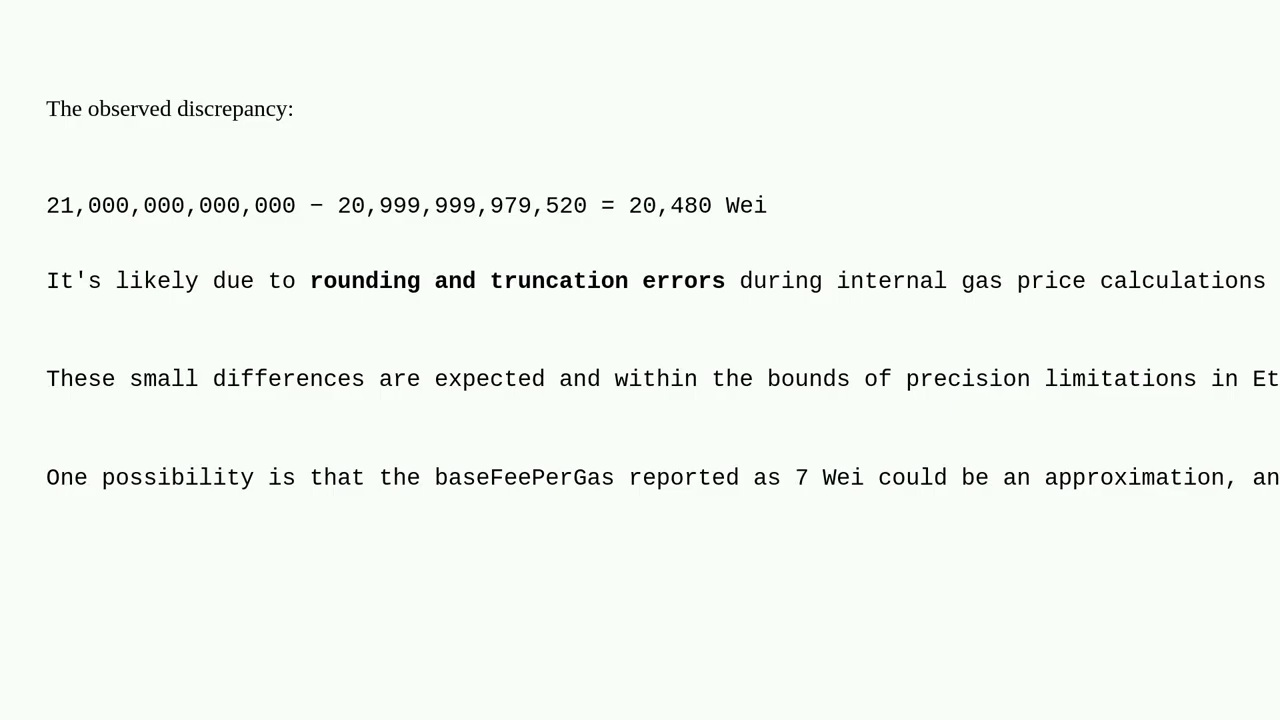 The observed discrepancy:
21,000,000,000,000 − 20,999,999,979,520 = 20,480 Wei
It's likely due to rounding and truncation errors during internal gas price calculations
These small differences are expected and within the bounds of precision limitations in Et
One possibility is that the baseFeePerGas reported as 7 Wei could be an approximation, an